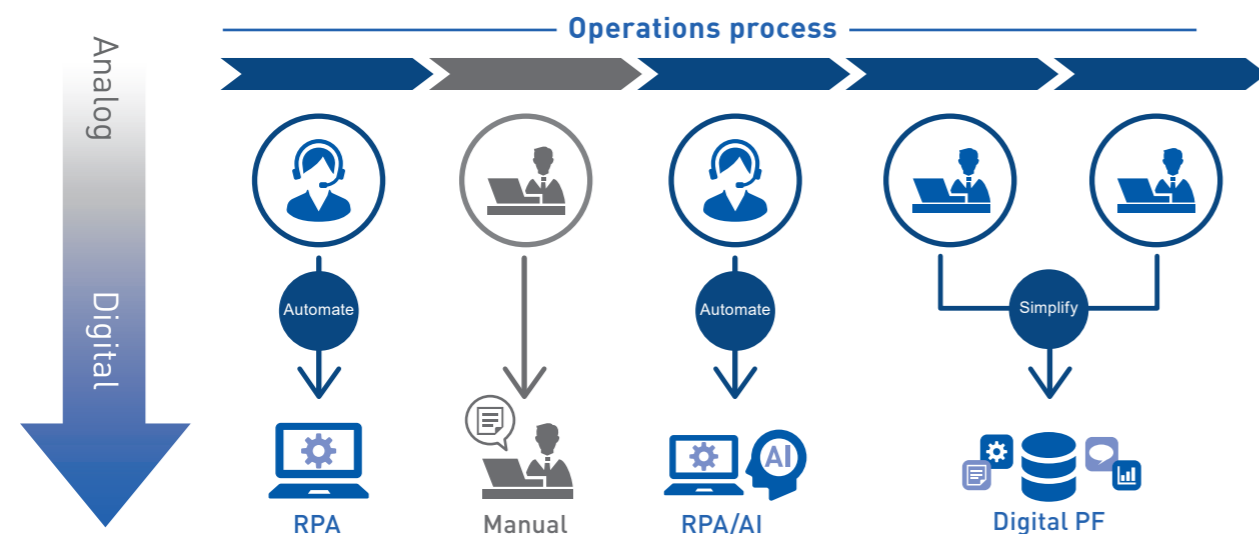 Operations process
Analog
Digital
Automate
Automate
Simplify
AI
RPA
Manual
RPA/AI
Digital PF